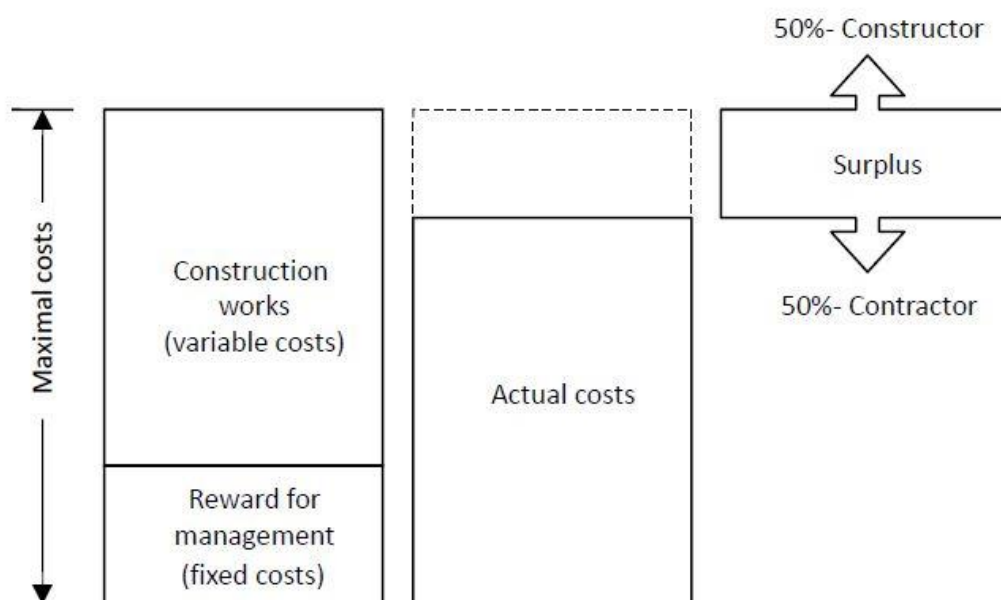 50%- Constructor
Surplus
50%- Contractor
Maximal costs
Construction
works
(variable costs)
Actual costs
Reward for
management
(fixed costs)